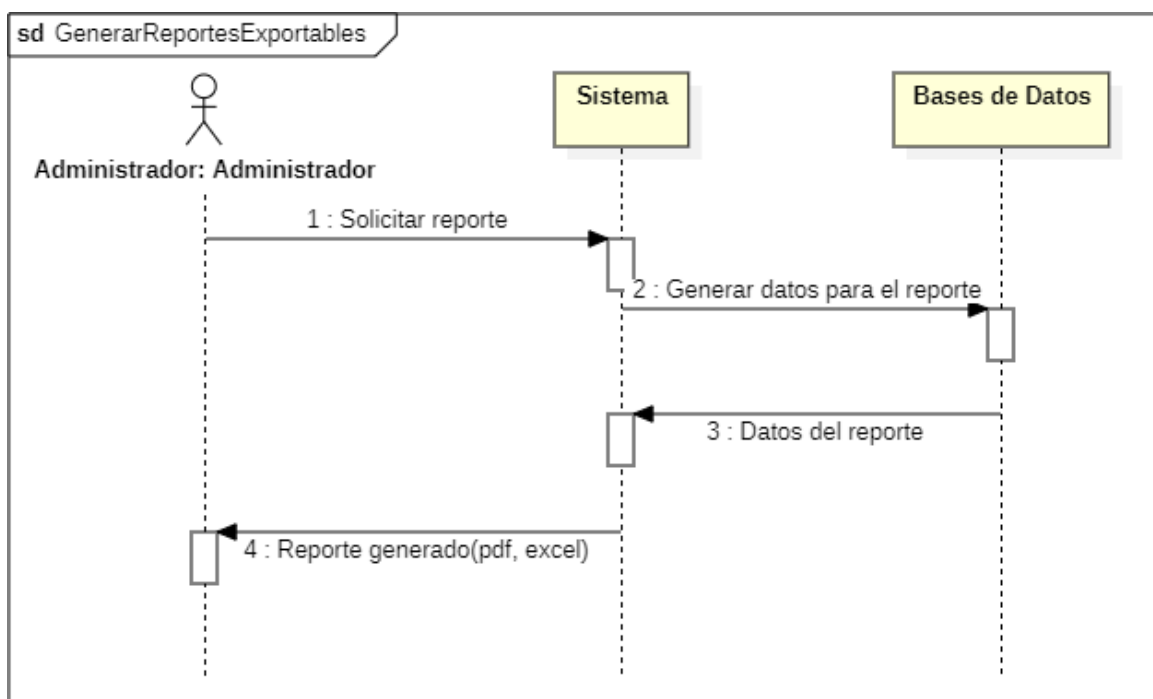 sd GenerarReportesExportables
Sistema
Bases de Datos
Administrador: Administrador
1 : Solicitar reporte
2 : Generar datos para el reporte
3 : Datos del reporte
4 : Reporte generado(pdf, excel)